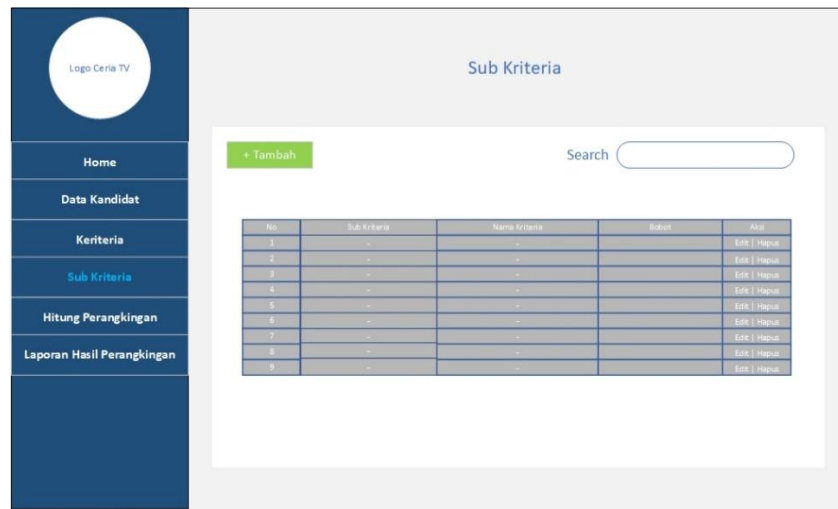 Logo Ceria TV
Sub Kriteria
Home
Data Kandidat
Keriteria
Sub Kriteria
Hitung Perangkingan
Laporan Hasil Perangkingan
+ Tambah
Search
No Sub Kriteria Nama Kriteria Bobot Aksi
1 - - Edit | Hapus
2 - - Edit | Hapus
3 - - Edit | Hapus
4 - - Edit | Hapus
5 - - Edit | Hapus
6 - - Edit | Hapus
7 - - Edit | Hapus
8 - - Edit | Hapus
9 - - Edit | Hapus